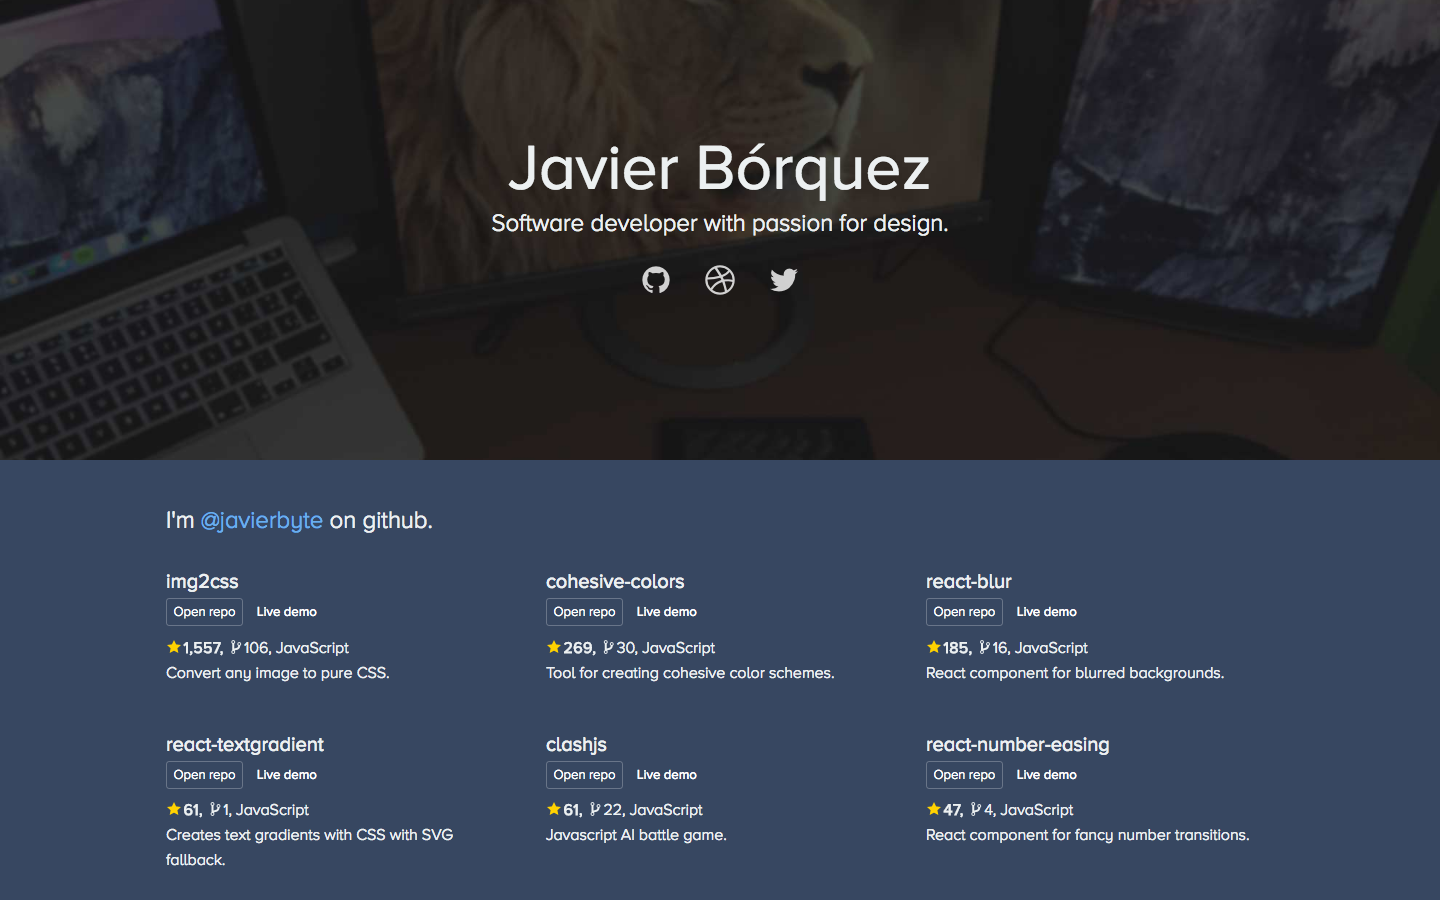 Javier Bórquez
Software developer with passion for design.
I'm @javierbyte on github.
img2css
Open repo Live demo
1,557, 106, JavaScript
Convert any image to pure CSS.
cohesive-colors
Open repo Live demo
269, 30, JavaScript
Tool for creating cohesive color schemes.
react-blur
Open repo Live demo
185, 16, JavaScript
React component for blurred backgrounds.
react-textgradient
Open repo Live demo
61, 1, JavaScript
Creates text gradients with CSS with SVG
fallback.
clashjs
Open repo Live demo
61, 22, JavaScript
Javascript AI battle game.
react-number-easing
Open repo Live demo
47, 4, JavaScript
React component for fancy number transitions.